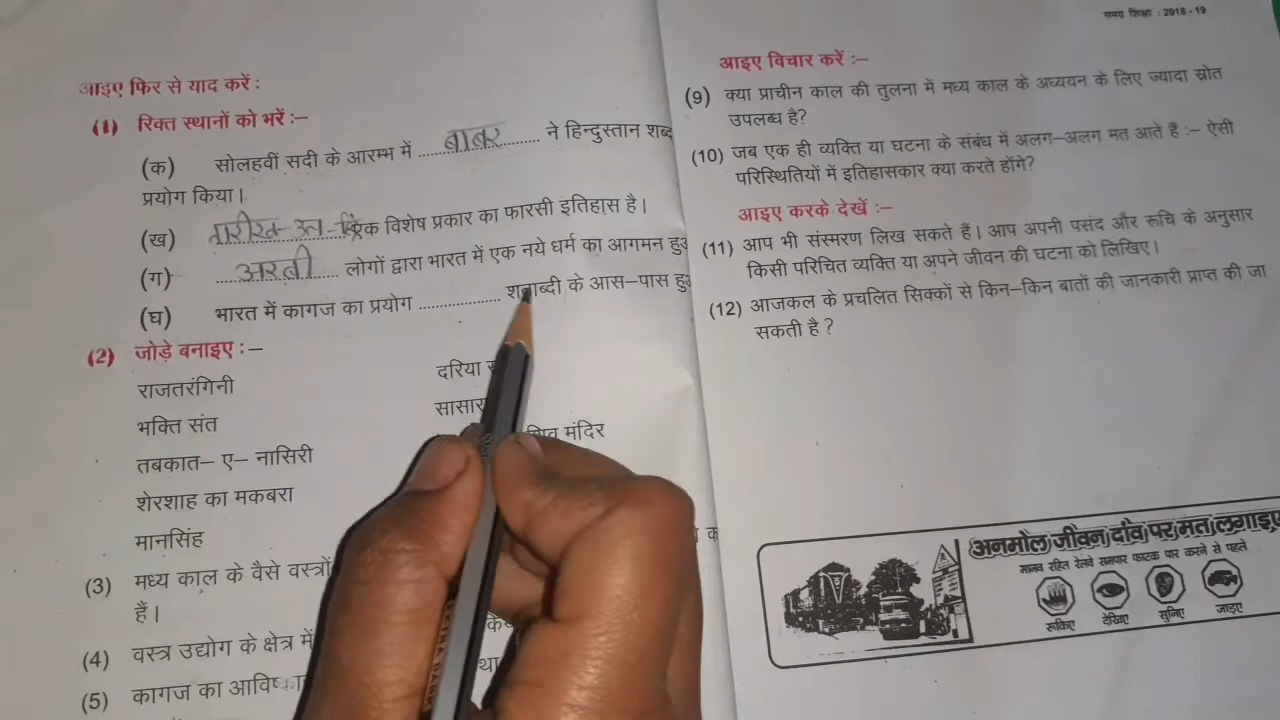 समग्र शिक्षा : 2018-19
आइए फिर से याद करें :
(1) रिक्त स्थानों को भरें :–
(क) सोलहवीं सदी के आरम्भ में ....बाबर.... ने हिन्दुस्तान शब्द
प्रयोग किया।
(ख) तारीख-उल- एक विशेष प्रकार का फारसी इतिहास है।
(ग) ....अरबी.... लोगों द्वारा भारत में एक नये धर्म का आगमन
(घ) भारत में कागज का प्रयोग .................. शताब्दी के आस–पास
(2) जोड़े बनाइए :–
राजतरंगिनी दरिया
भक्ति संत
तबकात– ए– नासिरी मंदिर
शेरशाह का मकबरा
मानसिंह
(3) मध्य काल के वैसे वस्त्रों
हैं।
(4) वस्त्र उद्योग के क्षेत्र में
(5) कागज का
आइए विचार करें :–
(9) क्या प्राचीन काल की तुलना में मध्य काल के अध्ययन के लिए ज्यादा स्रोत
उपलब्ध है?
(10) जब एक ही व्यक्ति या घटना के संबंध में अलग–अलग मत आते हैं :– ऐसी
परिस्थितियों में इतिहासकार क्या करते होंगे?
आइए करके देखें :–
(11) आप भी संस्मरण लिख सकते हैं। आप अपनी पसंद और रूचि के अनुसार
किसी परिचित व्यक्ति या अपने जीवन की घटना को लिखिए।
(12) आजकल के प्रचलित सिक्कों से किन–किन बातों की जानकारी प्राप्त की जा
सकती है ?
अनमोल जीवन दाँव पर मत लगाइए
मानव रहित रेलवे समपार फाटक पार करने से पहले
रूकिए देखिए सुनिए जाइए